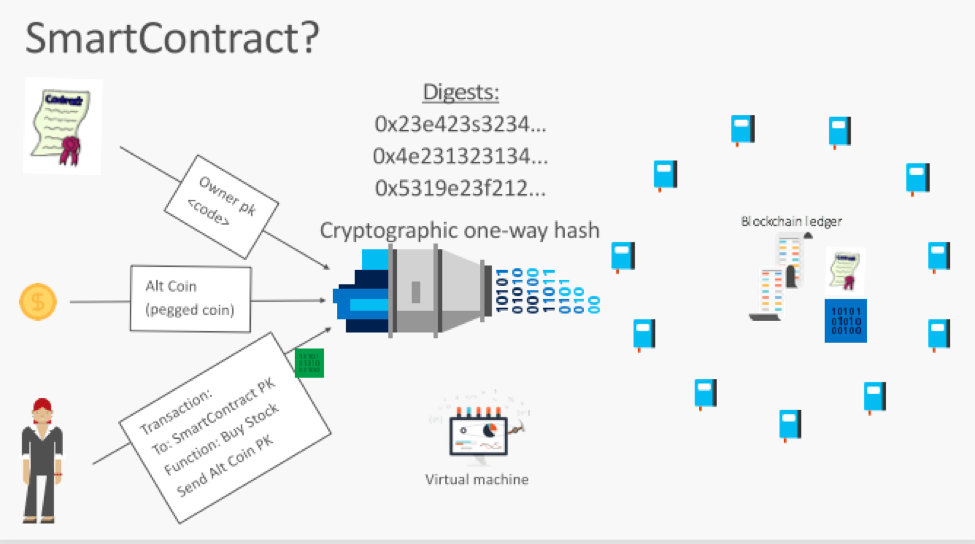 SmartContract?
Contract
Digests:
0x23e423s3234...
0x4e231323134...
0x5319e23f212...
Owner pk
<code>
Cryptographic one-way hash
Alt Coin
(pegged coin)
10101
01010
00100
11011
0101
010
00
Transaction:
To: SmartContract PK
Function: Buy Stock
Send Alt Coin PK
Virtual machine
Blockchain ledger
10101
01010
00100